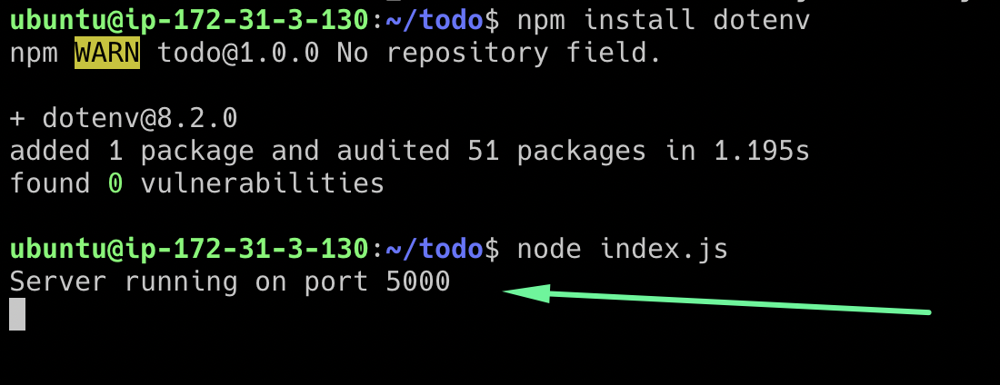 ubuntu@ip-172-31-3-130:~/todo$ npm install dotenv
npm WARN todo@1.0.0 No repository field.
+ dotenv@8.2.0
added 1 package and audited 51 packages in 1.195s
found 0 vulnerabilities
ubuntu@ip-172-31-3-130:~/todo$ node index.js
Server running on port 5000